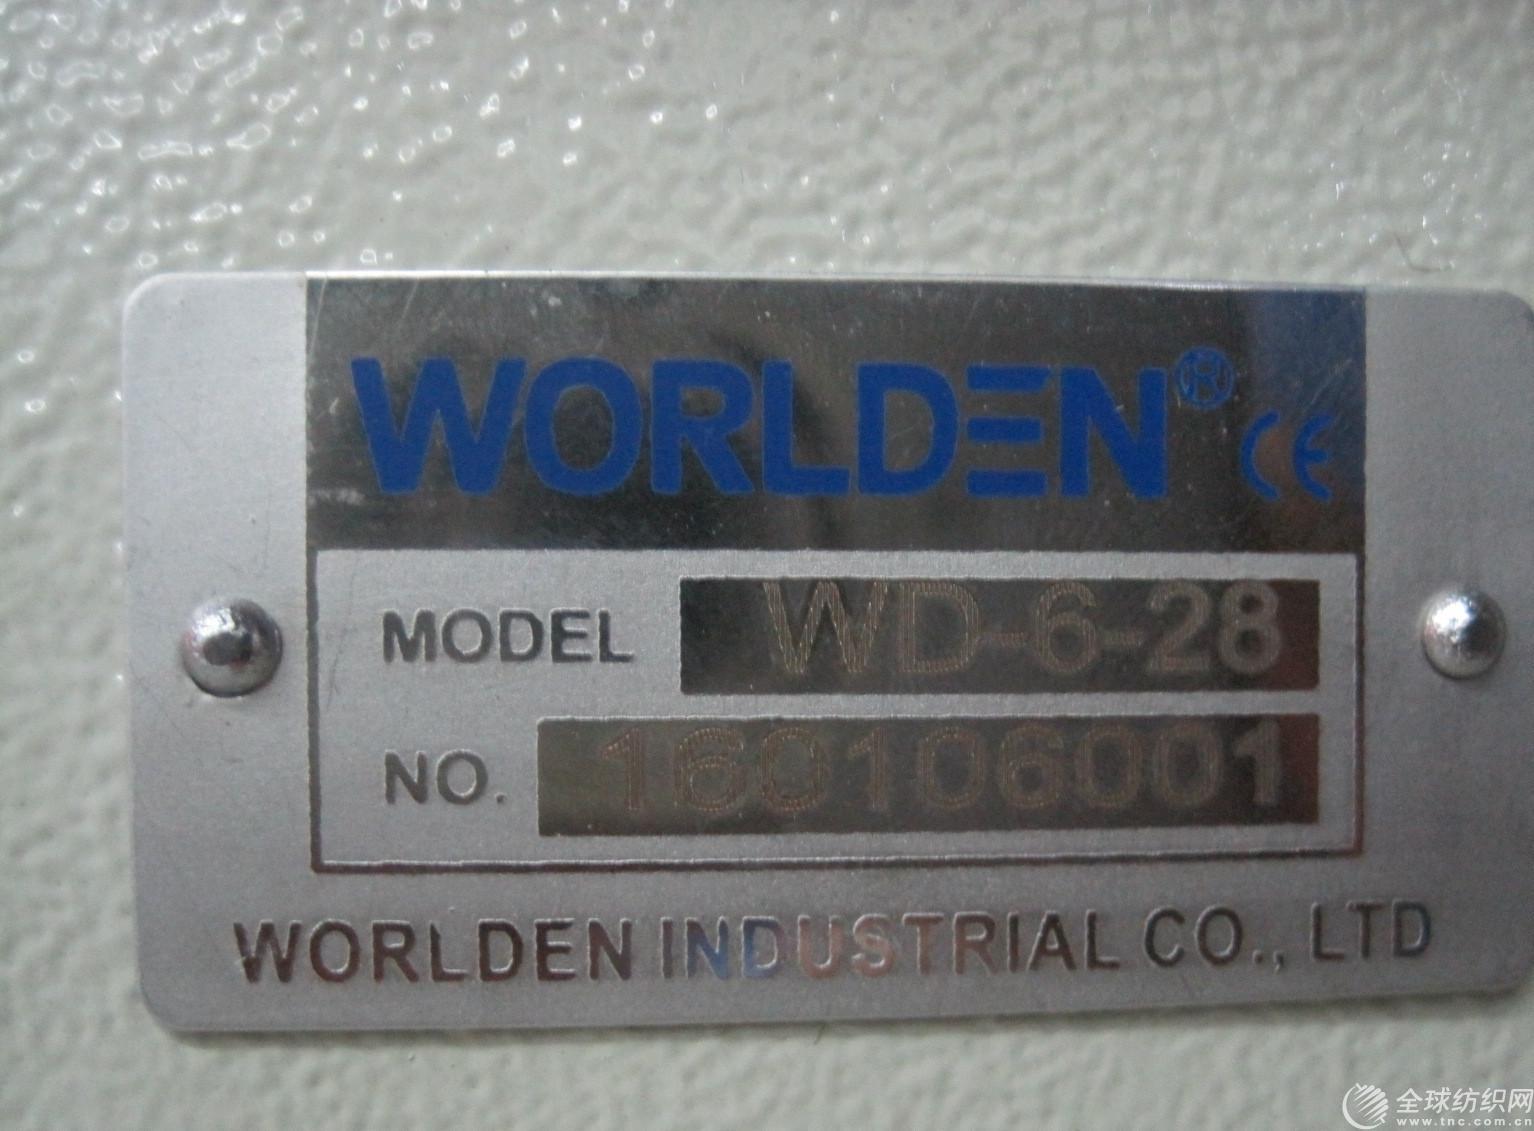 WORLDEN® CE
MODEL WD-6-28
NO. 160106001
WORLDEN INDUSTRIAL CO., LTD
全球纺织网
www.tnc.com.cn